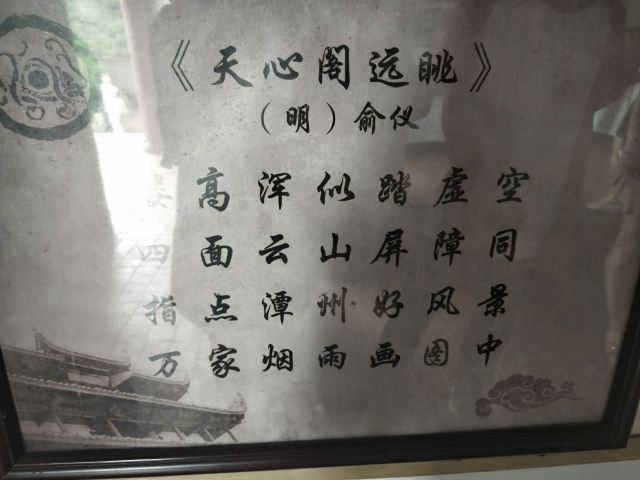 《天心阁远眺》
（明）俞仪
高浑似踏虚空
四面云山屏障同
指点潭州好风景
万家烟雨画图中